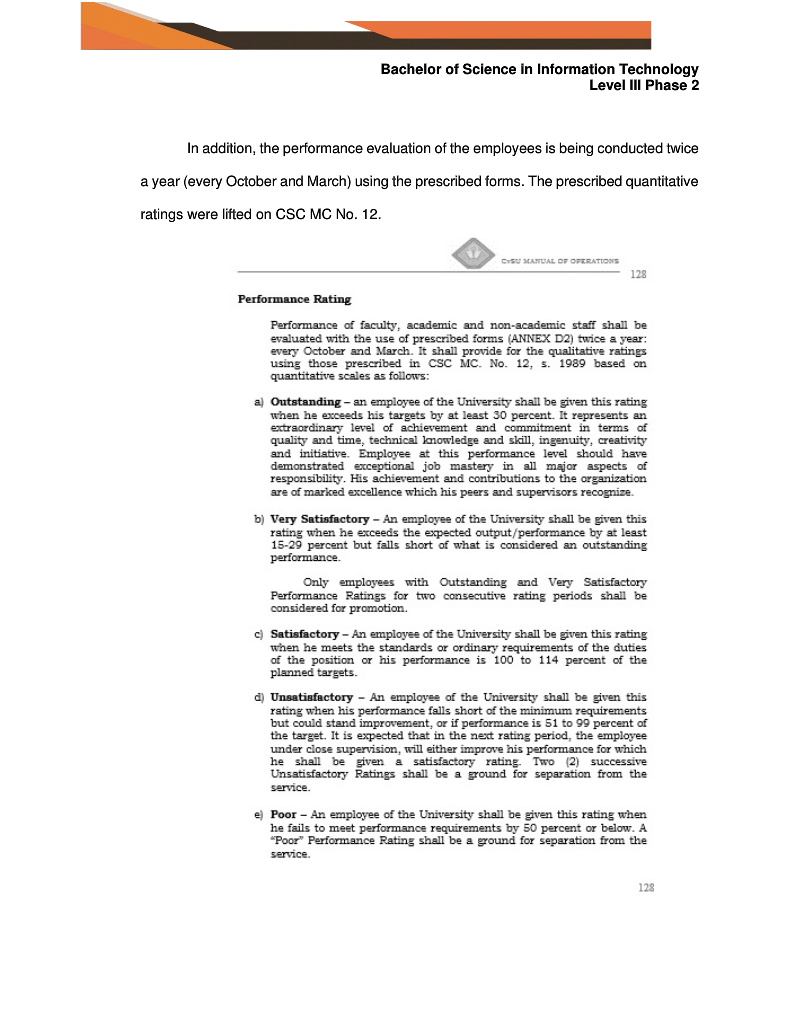 Bachelor of Science in Information Technology
Level III Phase 2
In addition, the performance evaluation of the employees is being conducted twice
a year (every October and March) using the prescribed forms. The prescribed quantitative
ratings were lifted on CSC MC No. 12.
CvSU MANUAL OF OPERATIONS
128
Performance Rating
Performance of faculty, academic and non-academic staff shall be
evaluated with the use of prescribed forms (ANNEX D2) twice a year:
every October and March. It shall provide for the qualitative ratings
using those prescribed in CSC MC. No. 12, s. 1989 based on
quantitative scales as follows:
a) Outstanding – an employee of the University shall be given this rating
when he exceeds his targets by at least 30 percent. It represents an
extraordinary level of achievement and commitment in terms of
quality and time, technical knowledge and skill, ingenuity, creativity
and initiative. Employee at this performance level should have
demonstrated exceptional job mastery in all major aspects of
responsibility. His achievement and contributions to the organization
are of marked excellence which his peers and supervisors recognize.
b) Very Satisfactory – An employee of the University shall be given this
rating when he exceeds the expected output/performance by at least
15-29 percent but falls short of what is considered an outstanding
performance.
Only employees with Outstanding and Very Satisfactory
Performance Ratings for two consecutive rating periods shall be
considered for promotion.
c) Satisfactory – An employee of the University shall be given this rating
when he meets the standards or ordinary requirements of the duties
of the position or his performance is 100 to 114 percent of the
planned targets.
d) Unsatisfactory – An employee of the University shall be given this
rating when his performance falls short of the minimum requirements
but could stand improvement, or if performance is 51 to 99 percent of
the target. It is expected that in the next rating period, the employee
under close supervision, will either improve his performance for which
he shall be given a satisfactory rating. Two (2) successive
Unsatisfactory Ratings shall be a ground for separation from the
service.
e) Poor – An employee of the University shall be given this rating when
he fails to meet performance requirements by 50 percent or below. A
“Poor” Performance Rating shall be a ground for separation from the
service.
128